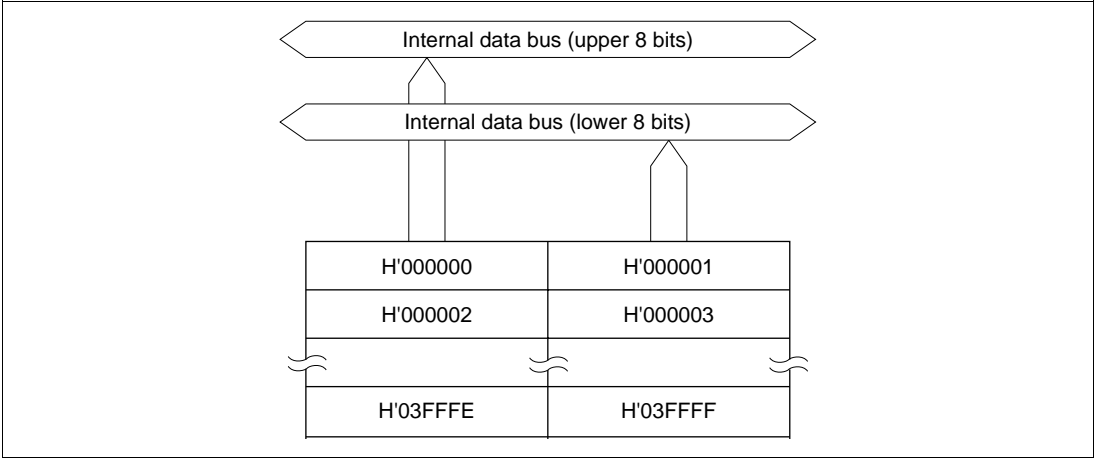 Internal data bus (upper 8 bits)
Internal data bus (lower 8 bits)
H'000000 H'000001
H'000002 H'000003
H'03FFFE H'03FFFF